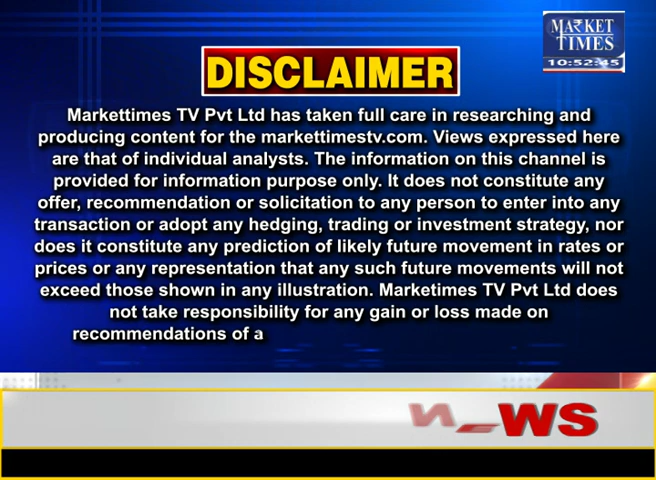 MARKET
TIMES
10:52:45
DISCLAIMER
Markettimes TV Pvt Ltd has taken full care in researching and
producing content for the markettimestv.com. Views expressed here
are that of individual analysts. The information on this channel is
provided for information purpose only. It does not constitute any
offer, recommendation or solicitation to any person to enter into any
transaction or adopt any hedging, trading or investment strategy, nor
does it constitute any prediction of likely future movement in rates or
prices or any representation that any such future movements will not
exceed those shown in any illustration. Marketimes TV Pvt Ltd does
not take responsibility for any gain or loss made on
recommendations of a
NEWS